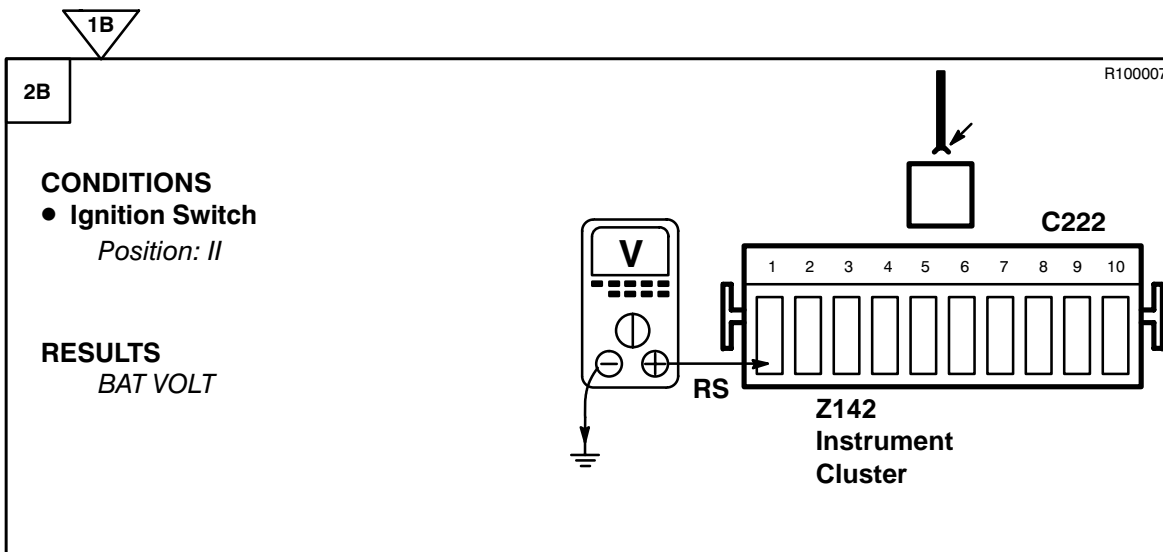 1B
2B
R100007
CONDITIONS
● Ignition Switch
Position: II
RESULTS
BAT VOLT
V
RS
C222
1 2 3 4 5 6 7 8 9 10
Z142
Instrument
Cluster